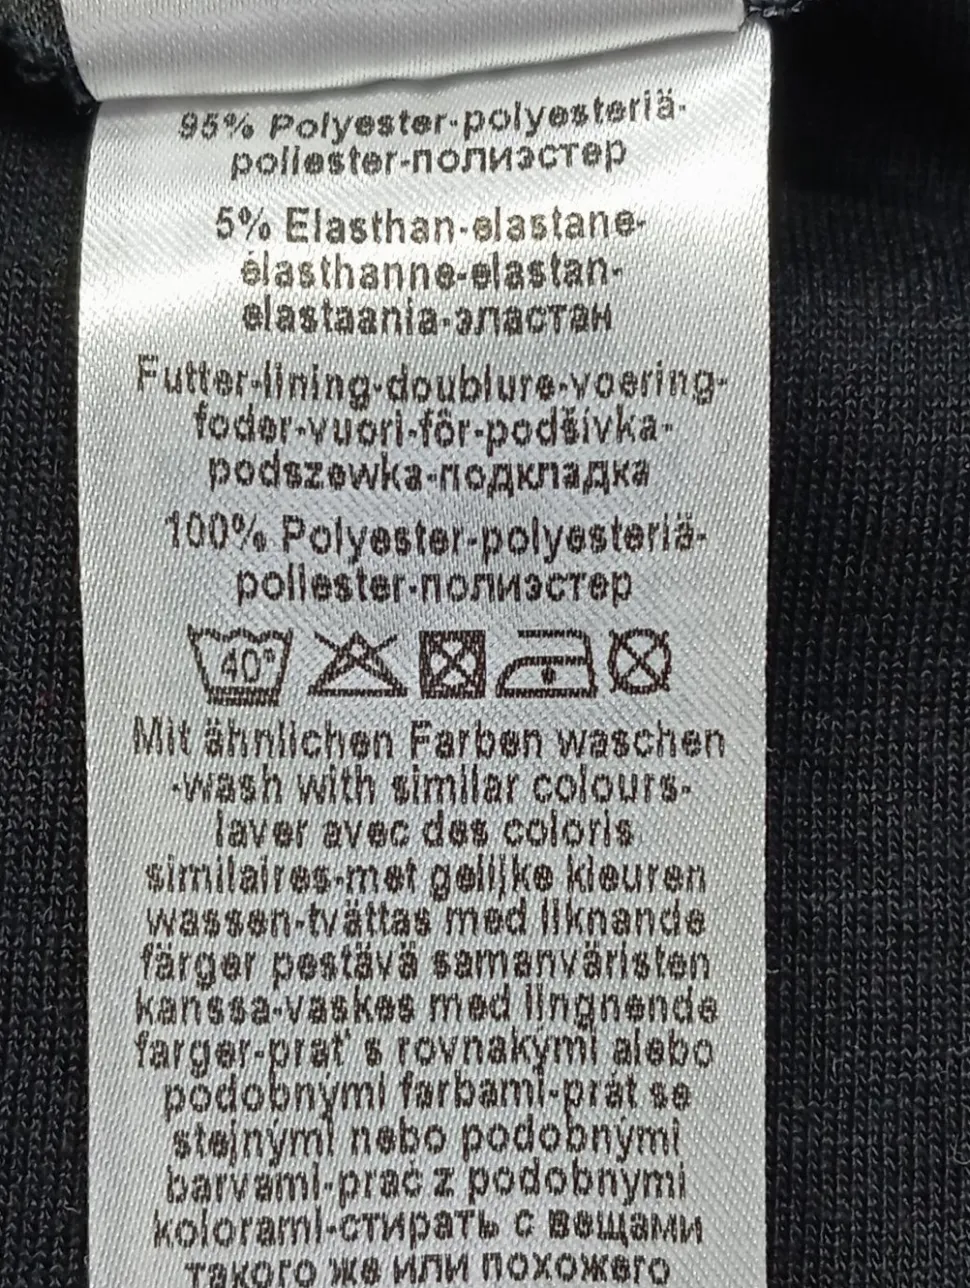 95% Polyester-polyesteriä-
poliester-полиэстер
5% Elasthan-elastane-
élasthanne-elastan-
elastaania-эластан
Futter-lining-doublure-voering-
foder-vuori-fôr-podšívka-
podszewka-подкладка
100% Polyester-polyesteriä-
poliester-полиэстер
40°
Mit ähnlichen Farben waschen
-wash with similar colours-
laver avec des coloris
similaires-met gelijke kleuren
wassen-tvättas med liknande
färger pestävä samanväristen
kanssa-vaskes med lingnende
farger-prat' s rovnakými alebo
podobnými farbami-prát se
stejnými nebo podobnými
barvami-prać z podobnymi
kolorami-стирать с вещами
такого же или похожего